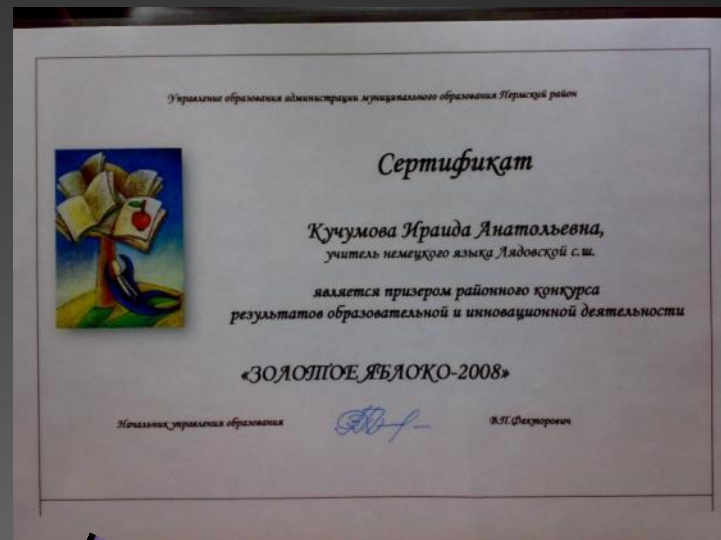 Управление образования администрации муниципального образования Пермский район
Сертификат
Кучумова Ираида Анатольевна,
учитель немецкого языка Лядовской с.ш.
является призером районного конкурса
результатов образовательной и инновационной деятельности
«ЗОЛОТОЕ ЯБЛОКО-2008»
Начальник управления образования В.П.Факторович